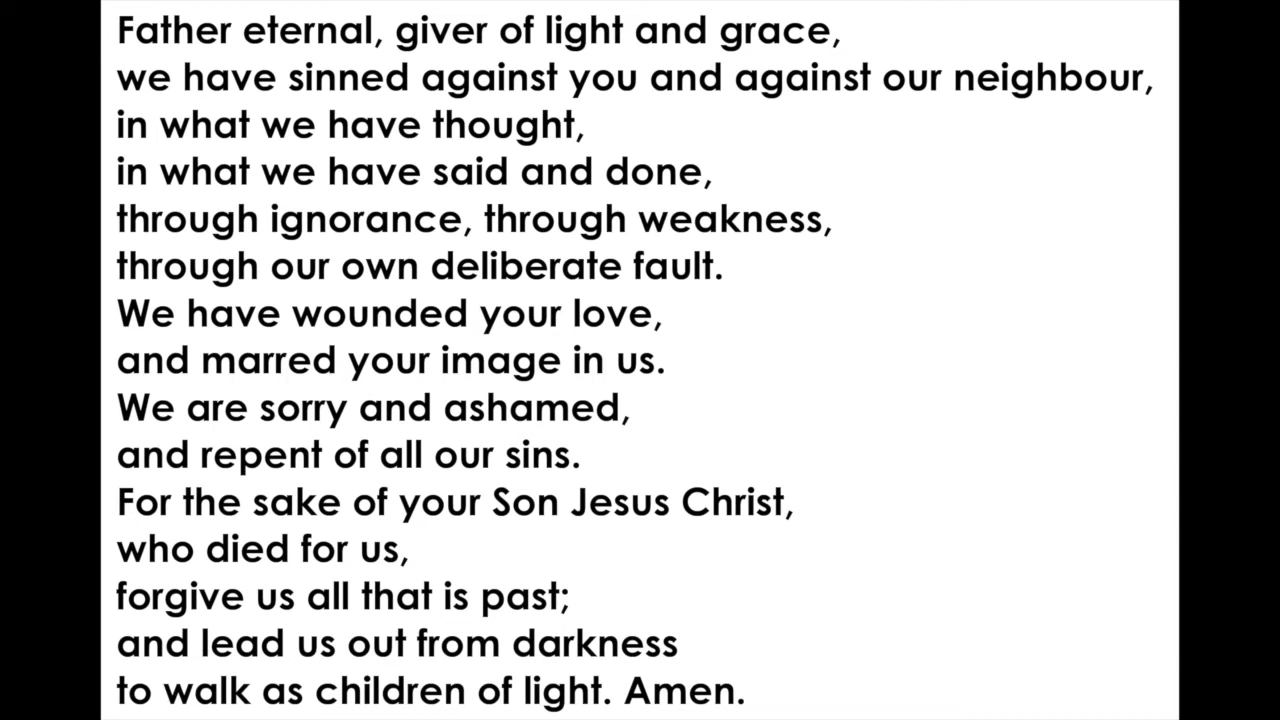 Father eternal, giver of light and grace,
we have sinned against you and against our neighbour,
in what we have thought,
in what we have said and done,
through ignorance, through weakness,
through our own deliberate fault.
We have wounded your love,
and marred your image in us.
We are sorry and ashamed,
and repent of all our sins.
For the sake of your Son Jesus Christ,
who died for us,
forgive us all that is past;
and lead us out from darkness
to walk as children of light. Amen.